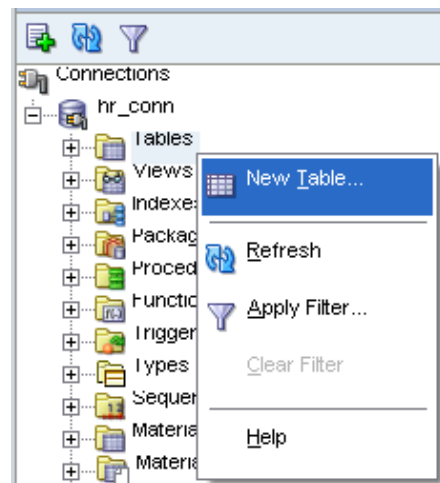 Connections
hr_conn
Tables
Views
New Table...
Indexes
Packag
Refresh
Proced
Functio
Apply Filter...
Trigger
Types
Clear Filter
Sequen
Materia
Help
Materia